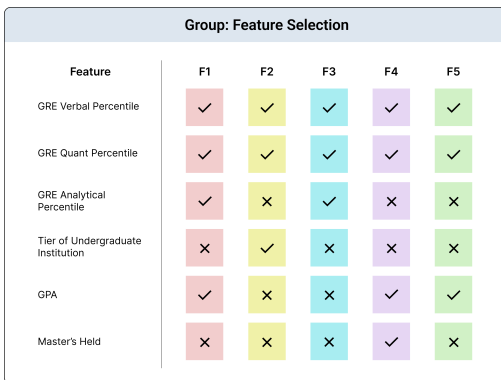 Group: Feature Selection
Feature F1 F2 F3 F4 F5
GRE Verbal Percentile ✓ ✓ ✓ ✓ ✓
GRE Quant Percentile ✓ ✓ ✓ ✓ ✓
GRE Analytical
Percentile ✓ ✕ ✓ ✕ ✕
Tier of Undergraduate
Institution ✕ ✓ ✕ ✕ ✕
GPA ✓ ✕ ✕ ✓ ✓
Master's Held ✕ ✕ ✕ ✓ ✕